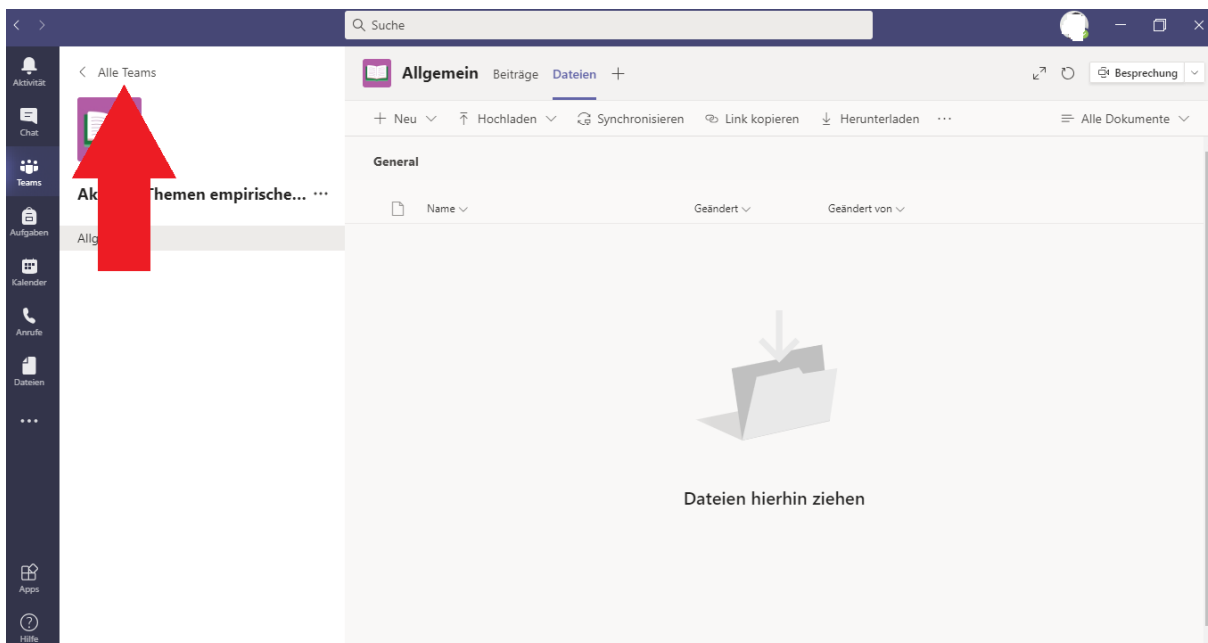 Suche
Aktivität
Chat
Teams
Aufgaben
Kalender
Anrufe
Dateien
Apps
Hilfe
Alle Teams
Themen empirische... ...
Allgemein Beiträge Dateien +
Besprechung
+ Neu Hochladen Synchronisieren Link kopieren Herunterladen ... Alle Dokumente
General
Name Geändert Geändert von
Dateien hierhin ziehen